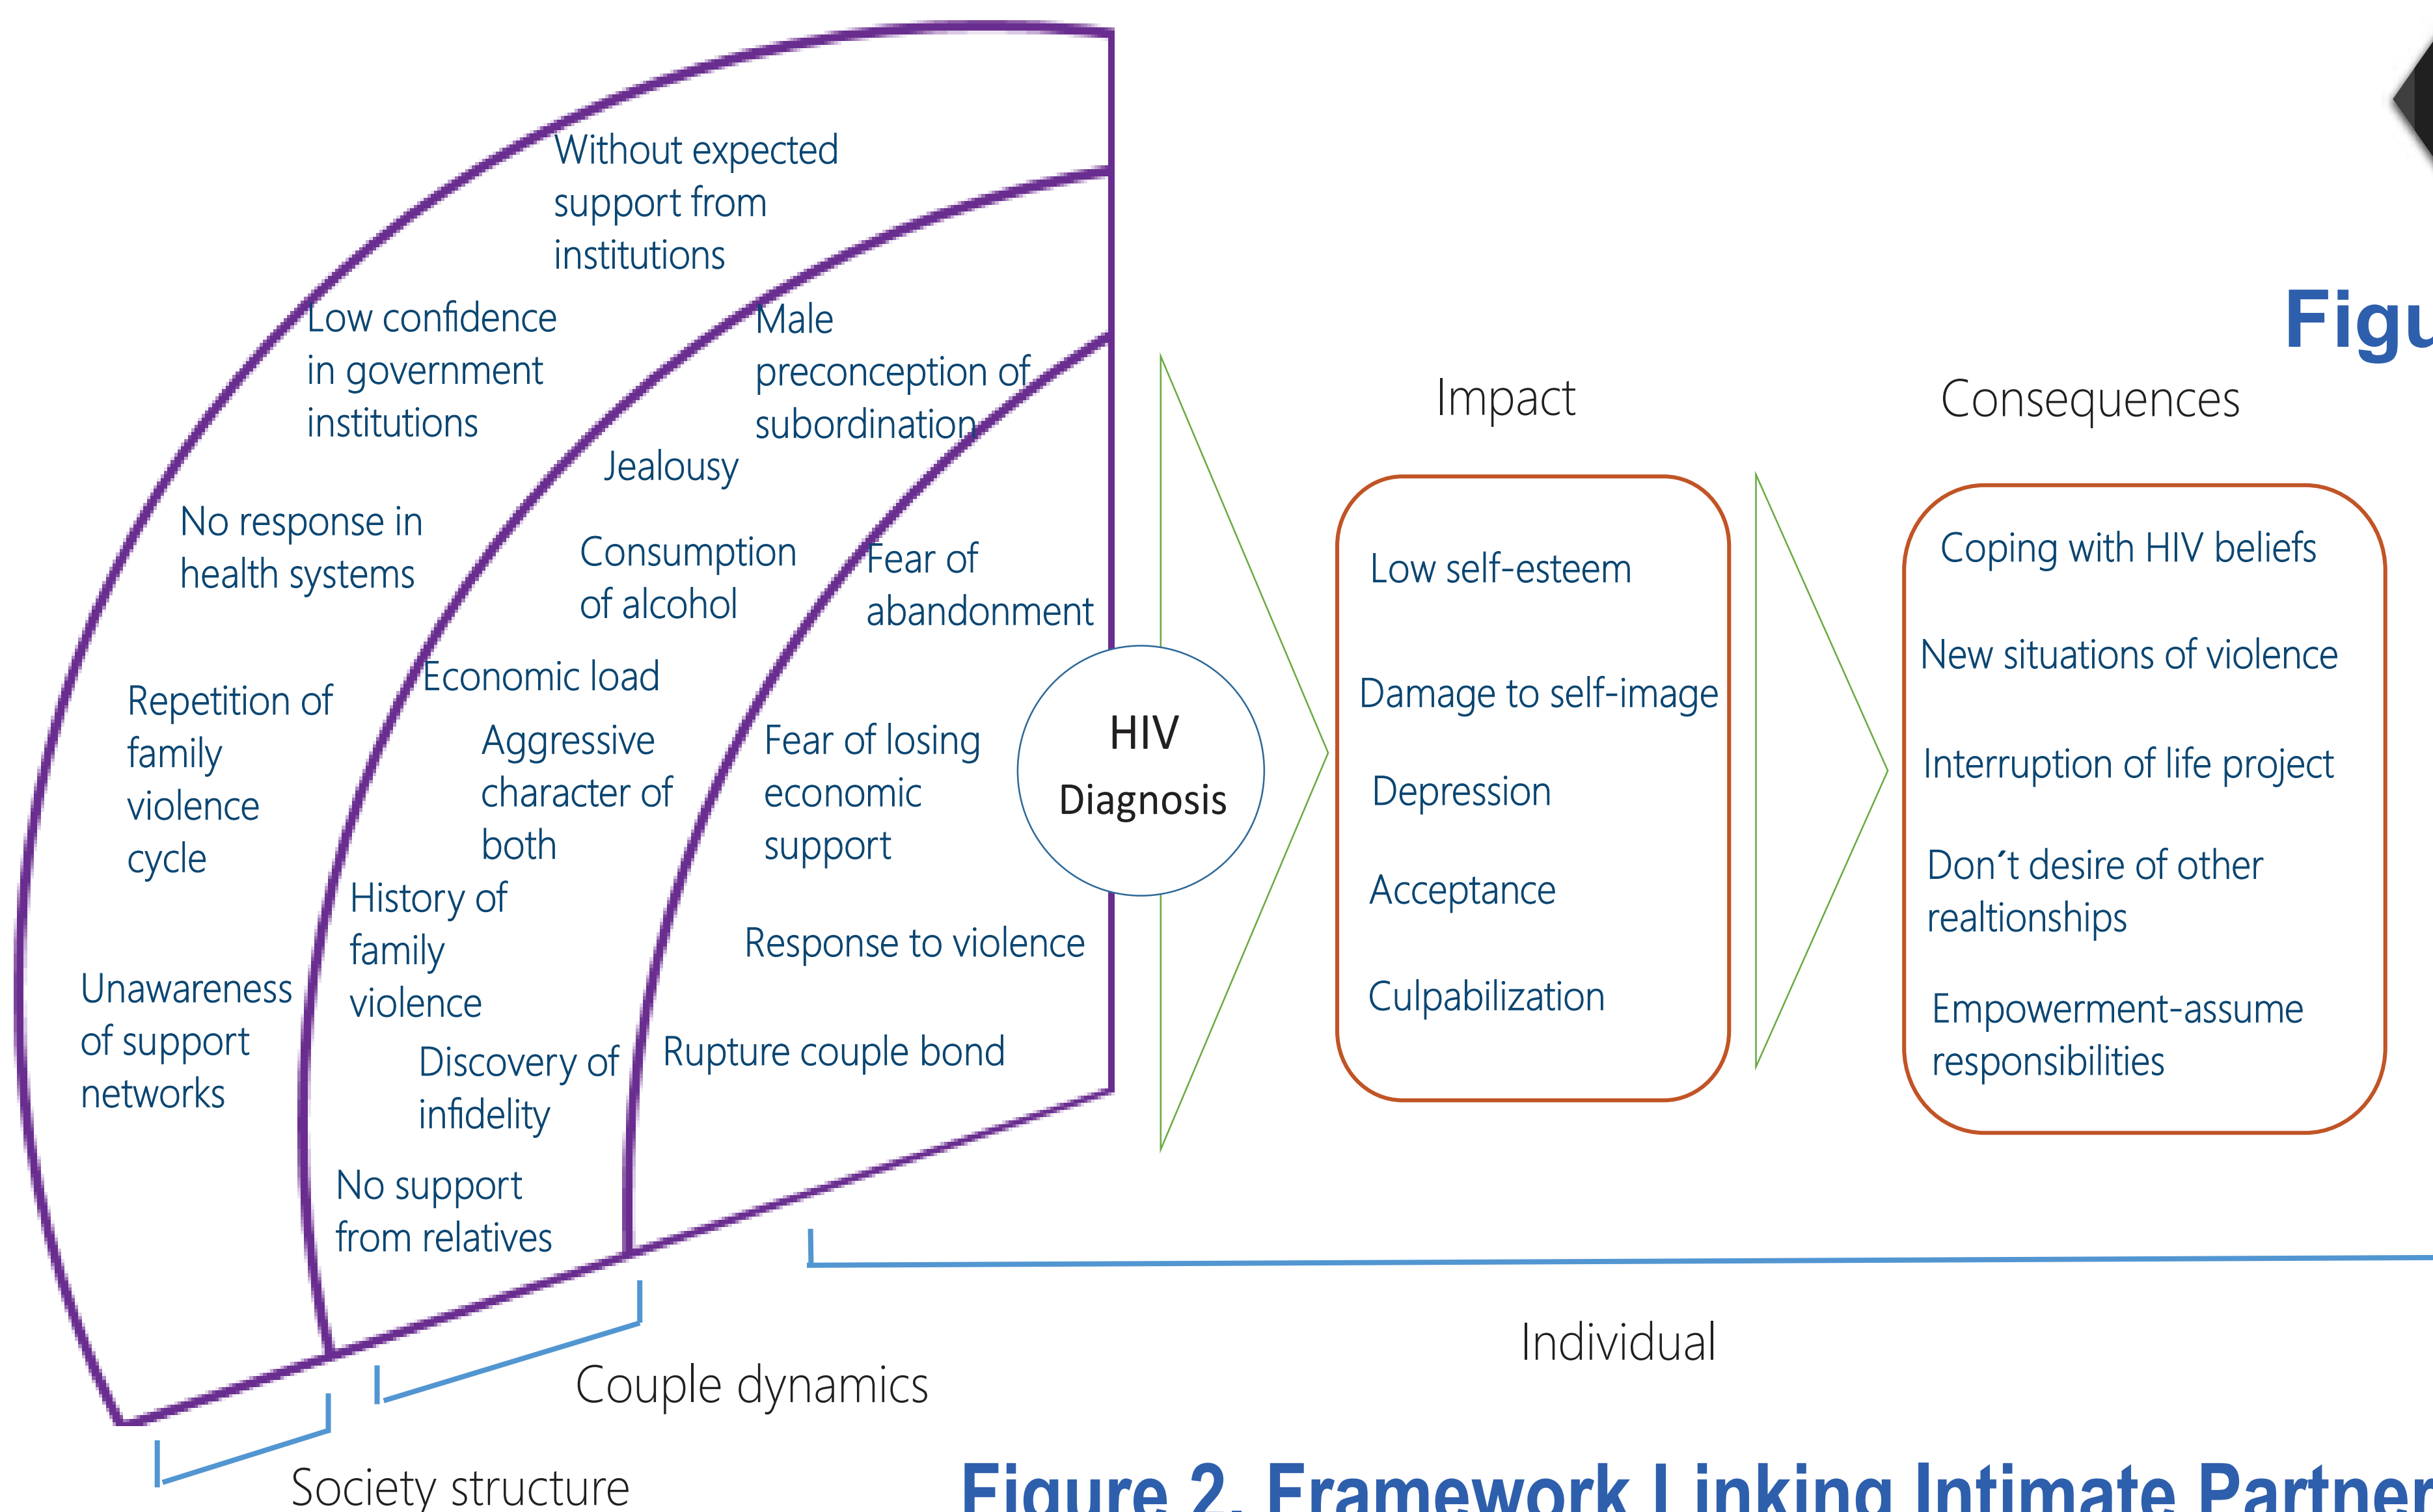 Without expected
support from
institutions
Low confidence
in government
institutions
No response in
health systems
Repetition of
family
violence
cycle
Unawareness
of support
networks
Male
preconception of
subordination
Jealousy
Consumption
of alcohol
Economic load
Aggressive
character of
both
History of
family
violence
Discovery of
infidelity
No support
from relatives
Fear of
abandonment
Fear of losing
economic
support
Response to violence
Rupture couple bond
HIV
Diagnosis
Impact
Low self-esteem
Damage to self-image
Depression
Acceptance
Culpabilization
Figu
Consequences
Coping with HIV beliefs
New situations of violence
Interruption of life project
Don´t desire of other
realtionships
Empowerment-assume
responsibilities
Individual
Couple dynamics
Society structure
Figure 2. Framework Linking Intimate Partner